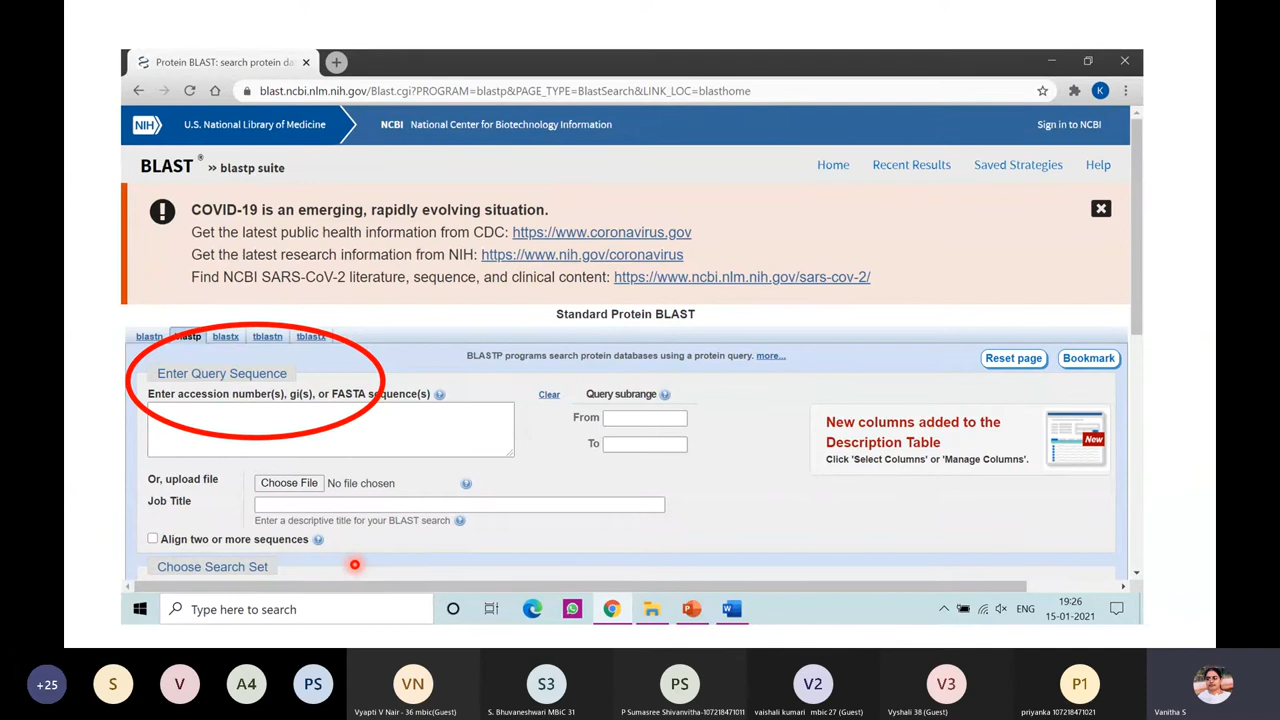 Protein BLAST: search protein da
blast.ncbi.nlm.nih.gov/Blast.cgi?PROGRAM=blastp&PAGE_TYPE=BlastSearch&LINK_LOC=blasthome
K
NIH U.S. National Library of Medicine NCBI National Center for Biotechnology Information Sign in to NCBI
BLAST ® » blastp suite Home Recent Results Saved Strategies Help
COVID-19 is an emerging, rapidly evolving situation.
Get the latest public health information from CDC: https://www.coronavirus.gov
Get the latest research information from NIH: https://www.nih.gov/coronavirus
Find NCBI SARS-CoV-2 literature, sequence, and clinical content: https://www.ncbi.nlm.nih.gov/sars-cov-2/
Standard Protein BLAST
blastn blastp blastx tblastn tblastx
BLASTP programs search protein databases using a protein query. more... Reset page Bookmark
Enter Query Sequence
Enter accession number(s), gi(s), or FASTA sequence(s) Clear Query subrange
From
To
New columns added to the
Description Table
Click 'Select Columns' or 'Manage Columns'.
New
Or, upload file Choose File No file chosen
Job Title
Enter a descriptive title for your BLAST search
Align two or more sequences
Choose Search Set
Type here to search ENG 19:26
15-01-2021
+25 S V A4 PS VN S3 PS V2 V3 P1
Vyapti V Nair - 36 mbic(Guest) S. Bhuvaneshwari MBiC 31 P Sumasree Shivanvitha-107218471011 vaishali kumari mbic 27 (Guest) Vyshali 38 (Guest) priyanka 107218471021 Vanitha S